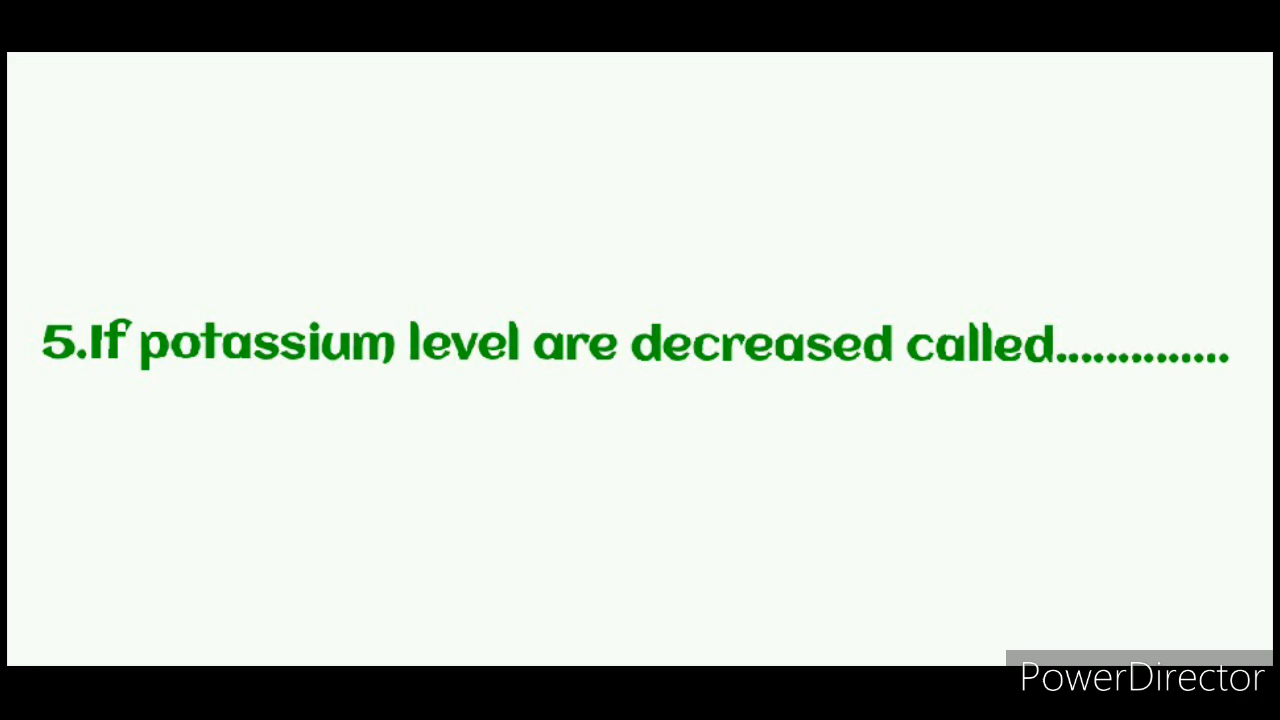 5.If potassium level are decreased called..............
PowerDirector